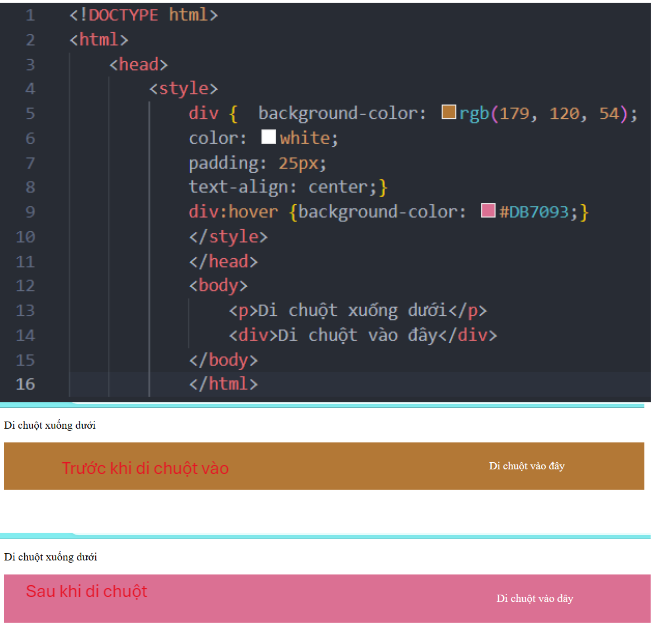 1 <!DOCTYPE html>
2 <html>
3 <head>
4 <style>
5 div { background-color: rgb(179, 120, 54);
6 color: white;
7 padding: 25px;
8 text-align: center;}
9 div:hover {background-color: #DB7093;}
10 </style>
11 </head>
12 <body>
13 <p>Di chuột xuống dưới</p>
14 <div>Di chuột vào đây</div>
15 </body>
16 </html>
Di chuột xuống dưới
Trước khi di chuột vào Di chuột vào đây
Di chuột xuống dưới
Sau khi di chuột Di chuột vào đây